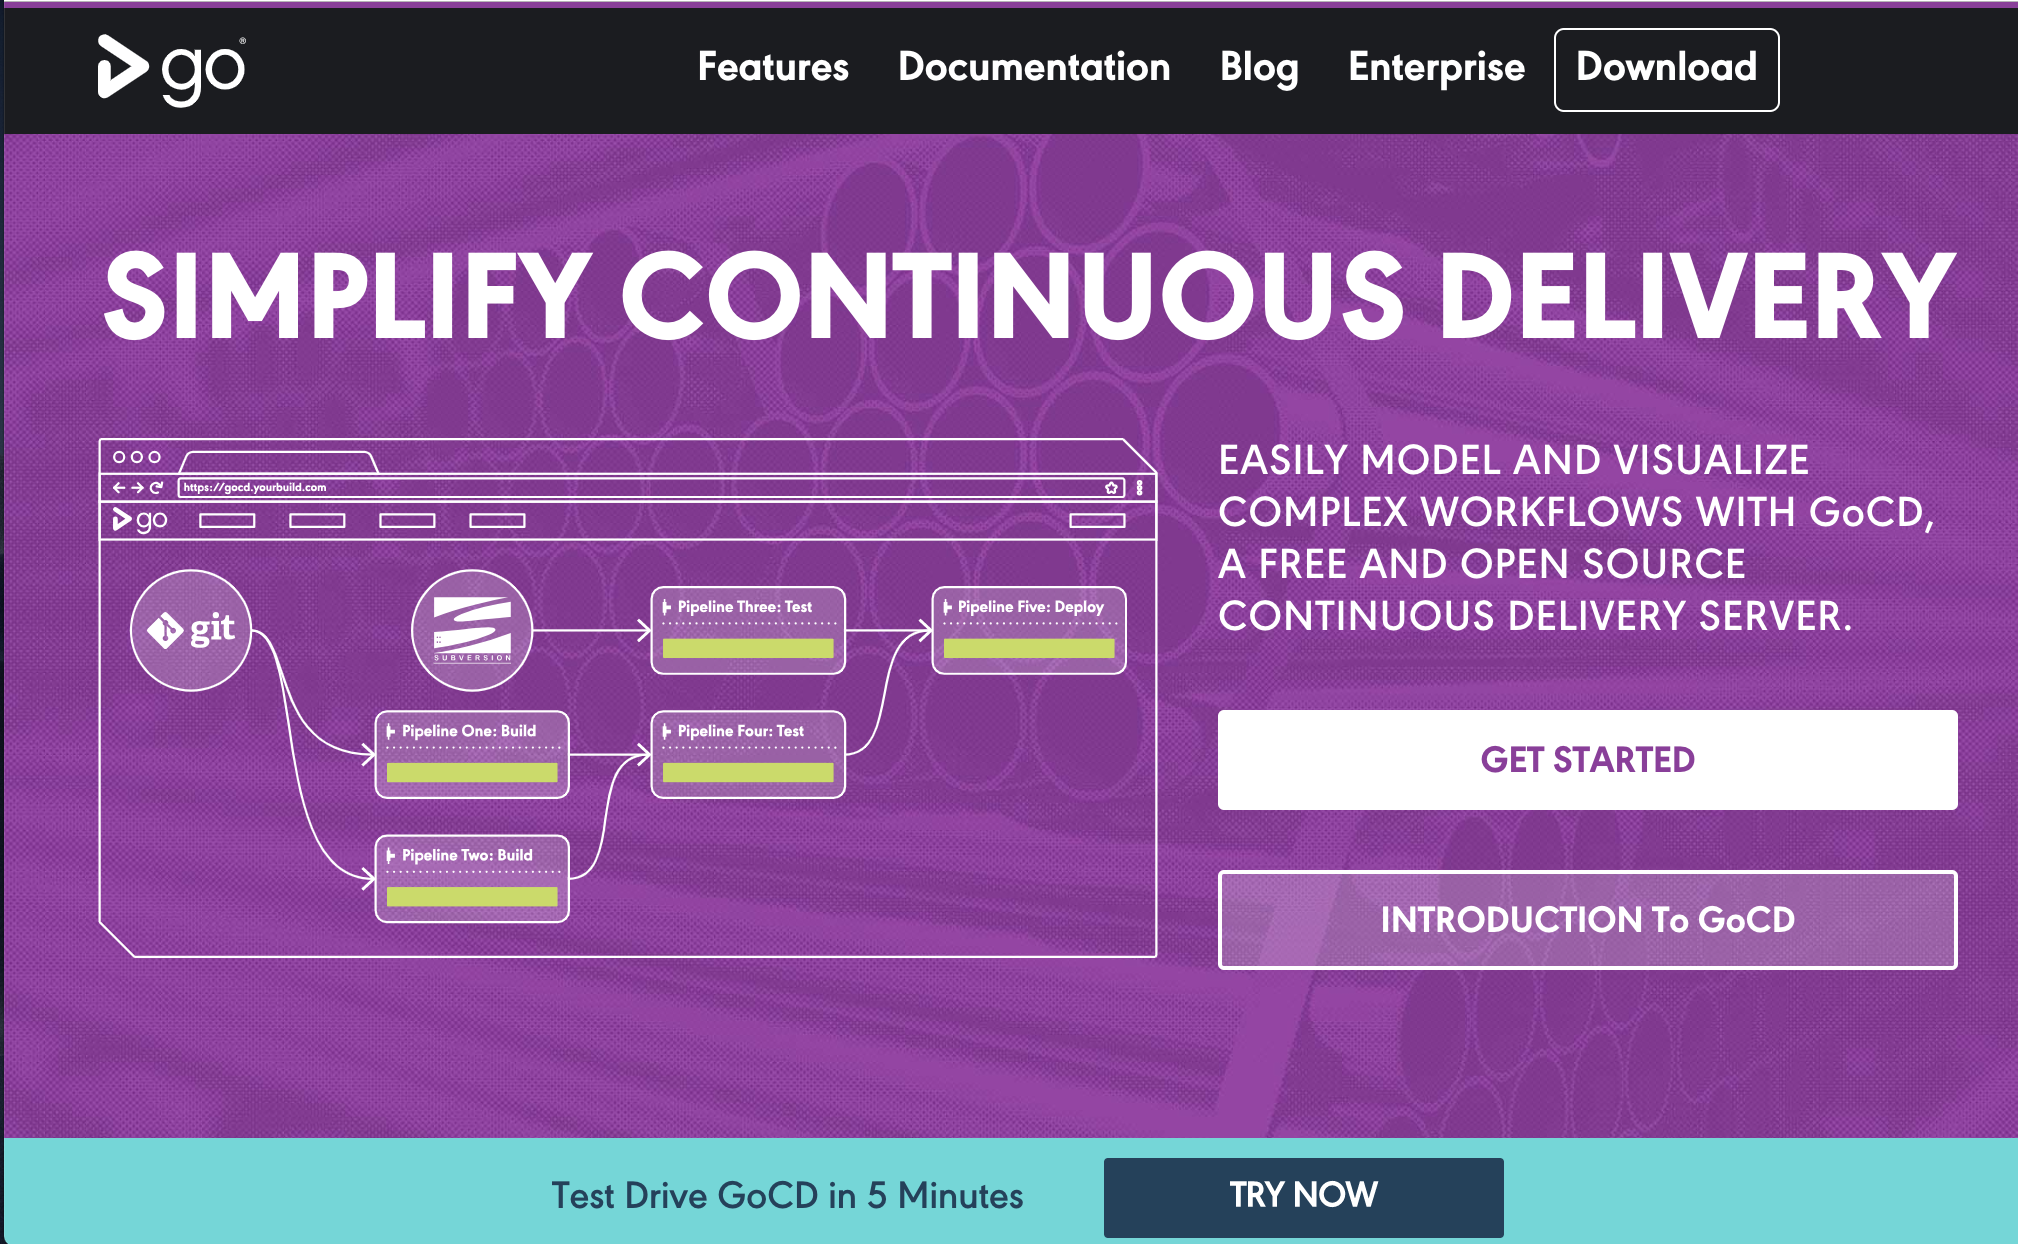 go®
Features Documentation Blog Enterprise Download
SIMPLIFY CONTINUOUS DELIVERY
https://gocd.yourbuild.com
go
git
SUBVERSION
Pipeline Three: Test
Pipeline Five: Deploy
Pipeline One: Build
Pipeline Four: Test
Pipeline Two: Build
EASILY MODEL AND VISUALIZE
COMPLEX WORKFLOWS WITH GoCD,
A FREE AND OPEN SOURCE
CONTINUOUS DELIVERY SERVER.
GET STARTED
INTRODUCTION To GoCD
Test Drive GoCD in 5 Minutes
TRY NOW